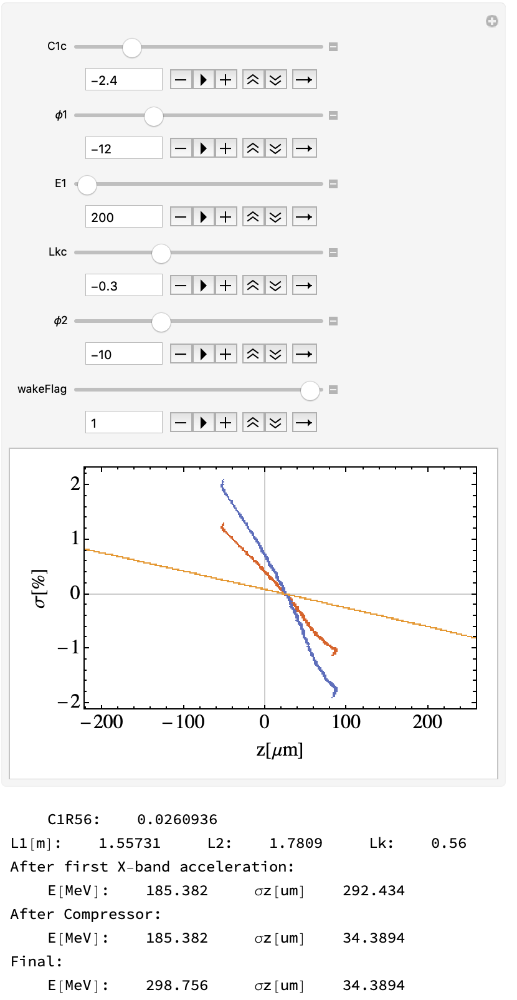 C1c
−2.4
ϕ1
−12
E1
200
Lkc
−0.3
ϕ2
−10
wakeFlag
1
2
1
0
−1
−2
σ[%]
−200 −100 0 100 200
z[μm]
C1R56: 0.0260936
L1[m]: 1.55731 L2: 1.7809 Lk: 0.56
After first X−band acceleration:
E[MeV]: 185.382 σz[um] 292.434
After Compressor:
E[MeV]: 185.382 σz[um] 34.3894
Final:
E[MeV]: 298.756 σz[um] 34.3894